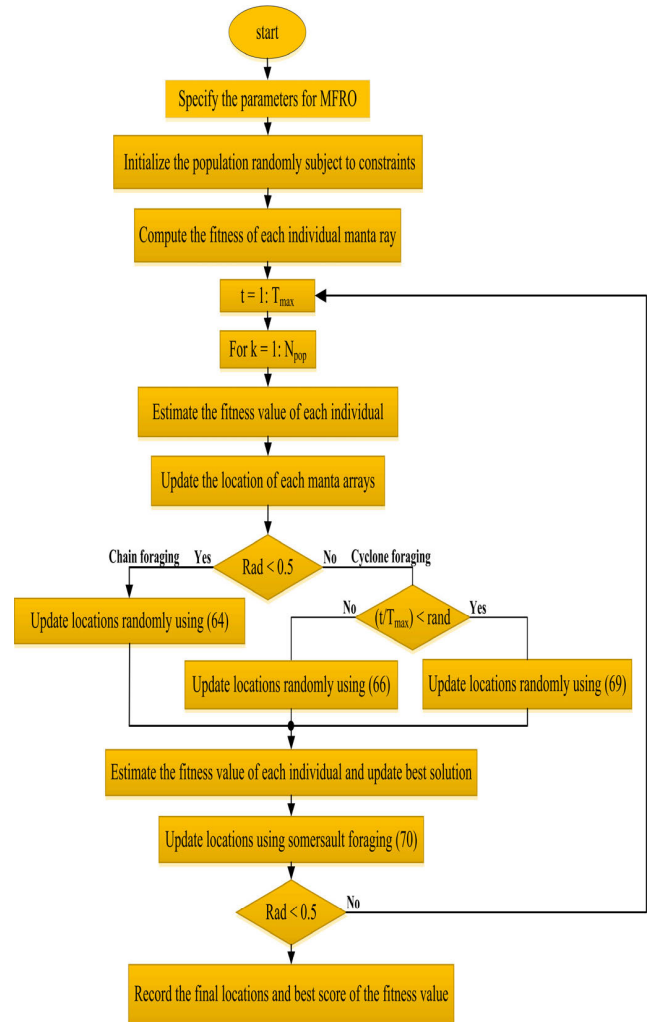 start
Specify the parameters for MFRO
Initialize the population randomly subject to constraints
Compute the fitness of each individual manta ray
t = 1: Tmax
For k = 1: Npop
Estimate the fitness value of each individual
Update the location of each manta arrays
Chain foraging Yes
Rad < 0.5
No Cyclone foraging
Update locations randomly using (64)
No
(t/Tmax) < rand
Yes
Update locations randomly using (66)
Update locations randomly using (69)
Estimate the fitness value of each individual and update best solution
Update locations using somersault foraging (70)
Rad < 0.5
No
Record the final locations and best score of the fitness value